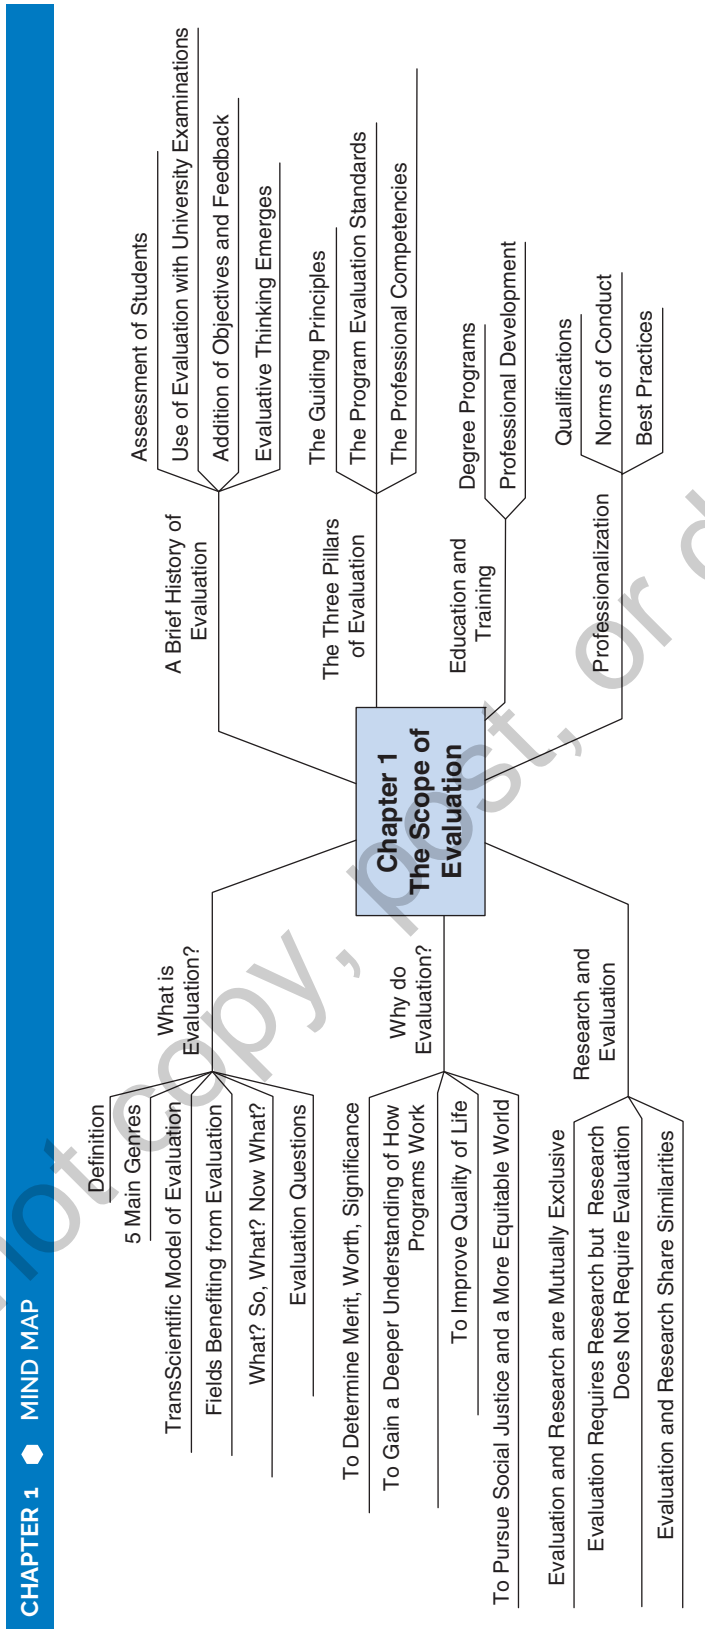 CHAPTER 1 MIND MAP
What is
Evaluation?
Definition
5 Main Genres
TransScientific Model of Evaluation
Fields Benefiting from Evaluation
What? So, What? Now What?
Evaluation Questions
Why do
Evaluation?
To Determine Merit, Worth, Significance
To Gain a Deeper Understanding of How
Programs Work
To Improve Quality of Life
To Pursue Social Justice and a More Equitable World
Research and
Evaluation
Evaluation and Research are Mutually Exclusive
Evaluation Requires Research but Research
Does Not Require Evaluation
Evaluation and Research Share Similarities
Chapter 1
The Scope of
Evaluation
A Brief History of
Evaluation
Assessment of Students
Use of Evaluation with University Examinations
Addition of Objectives and Feedback
Evaluative Thinking Emerges
The Three Pillars
of Evaluation
The Guiding Principles
The Program Evaluation Standards
The Professional Competencies
Education and
Training
Degree Programs
Professional Development
Professionalization
Qualifications
Norms of Conduct
Best Practices
not copy, post, or d